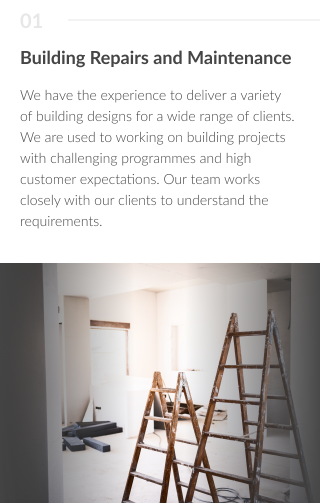 01
Building Repairs and Maintenance
We have the experience to deliver a variety
of building designs for a wide range of clients.
We are used to working on building projects
with challenging programmes and high
customer expectations. Our team works
closely with our clients to understand the
requirements.